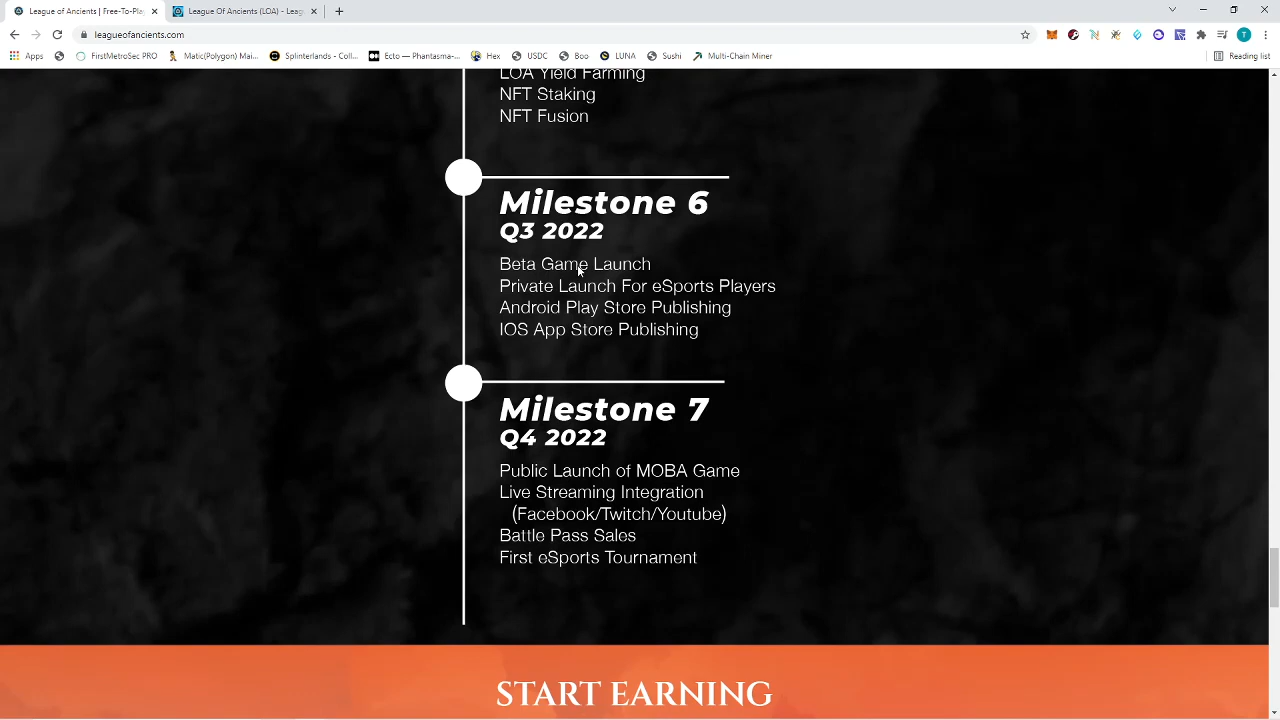 League of Ancients | Free-To-Pla
League Of Ancients (LOA) - Leag
leagueofancients.com
Apps
FirstMetroSec PRO
Matic(Polygon) Mai...
Splinterlands - Coll...
Ecto — Phantasma-...
Hex
USDC
Boo
LUNA
Sushi
Multi-Chain Miner
Reading list
LOA Yield Farming
NFT Staking
NFT Fusion
Milestone 6
Q3 2022
Beta Game Launch
Private Launch For eSports Players
Android Play Store Publishing
IOS App Store Publishing
Milestone 7
Q4 2022
Public Launch of MOBA Game
Live Streaming Integration
(Facebook/Twitch/Youtube)
Battle Pass Sales
First eSports Tournament
START EARNING